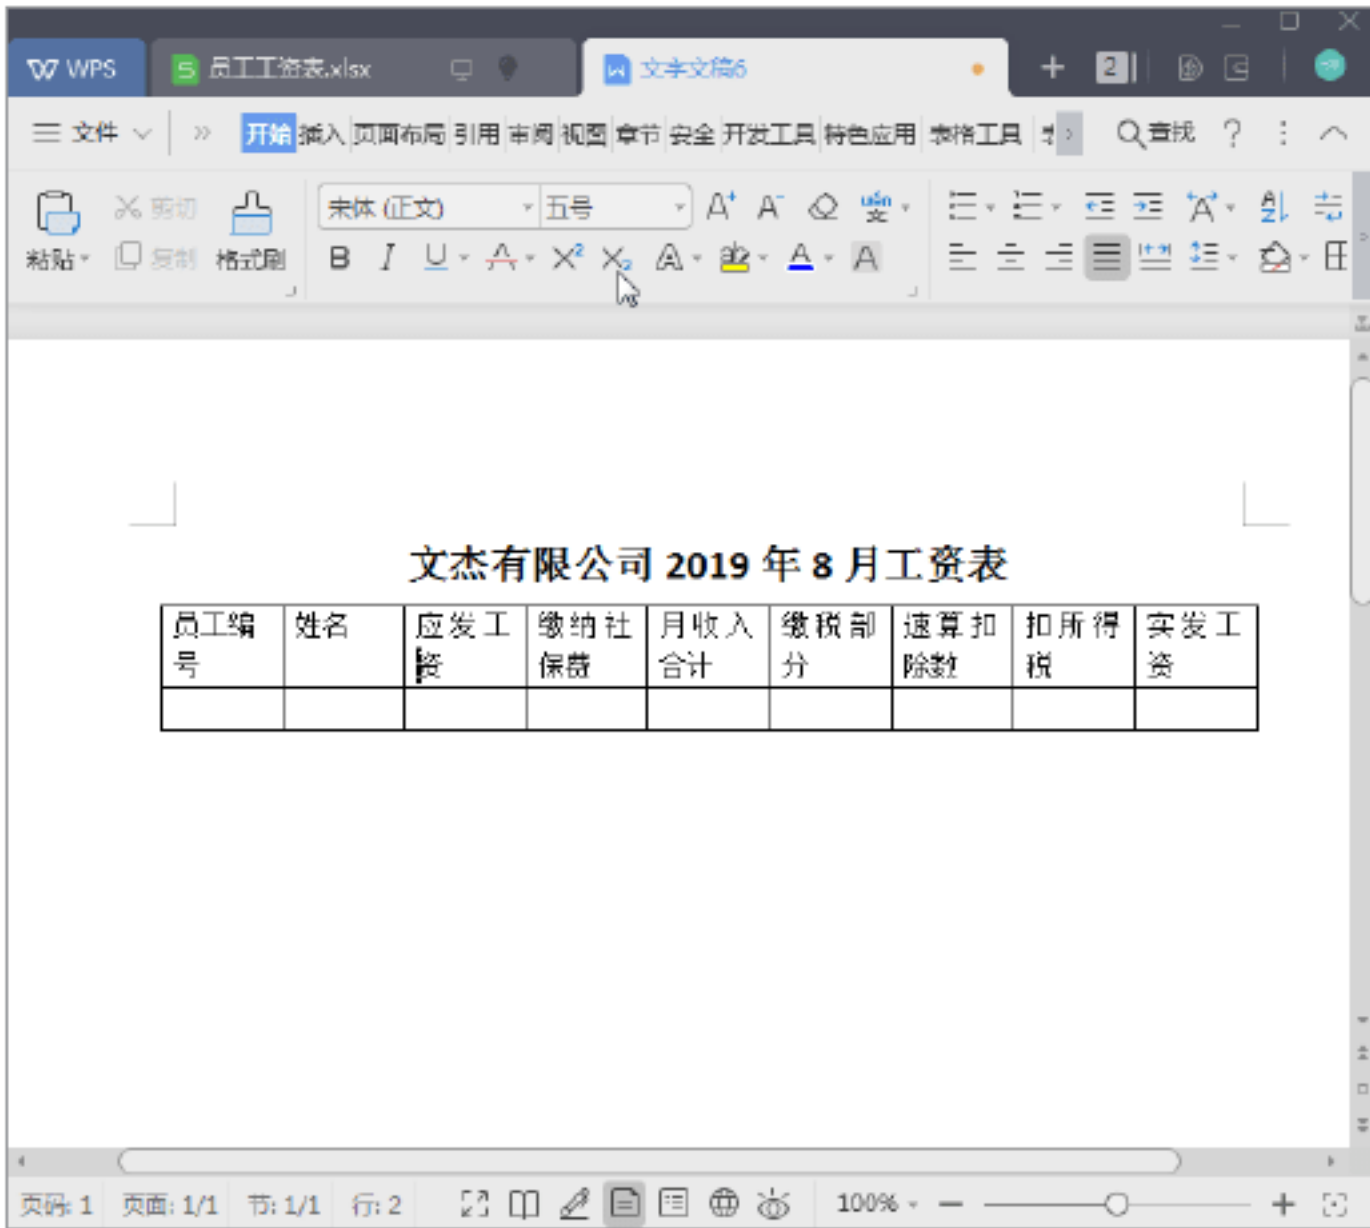 WPS 员工工资表.xlsx 文字文稿6 2
文件 开始 插入 页面布局 引用 审阅 视图 章节 安全 开发工具 特色应用 表格工具 查找
剪切 宋体 (正文) 五号
粘贴 复制 格式刷
文杰有限公司 2019 年 8 月工资表
员工编号 姓名 应发工资 缴纳社保费 月收入合计 缴税部分 速算扣除数 扣所得税 实发工资
页码: 1 页面: 1/1 节: 1/1 行: 2 100%